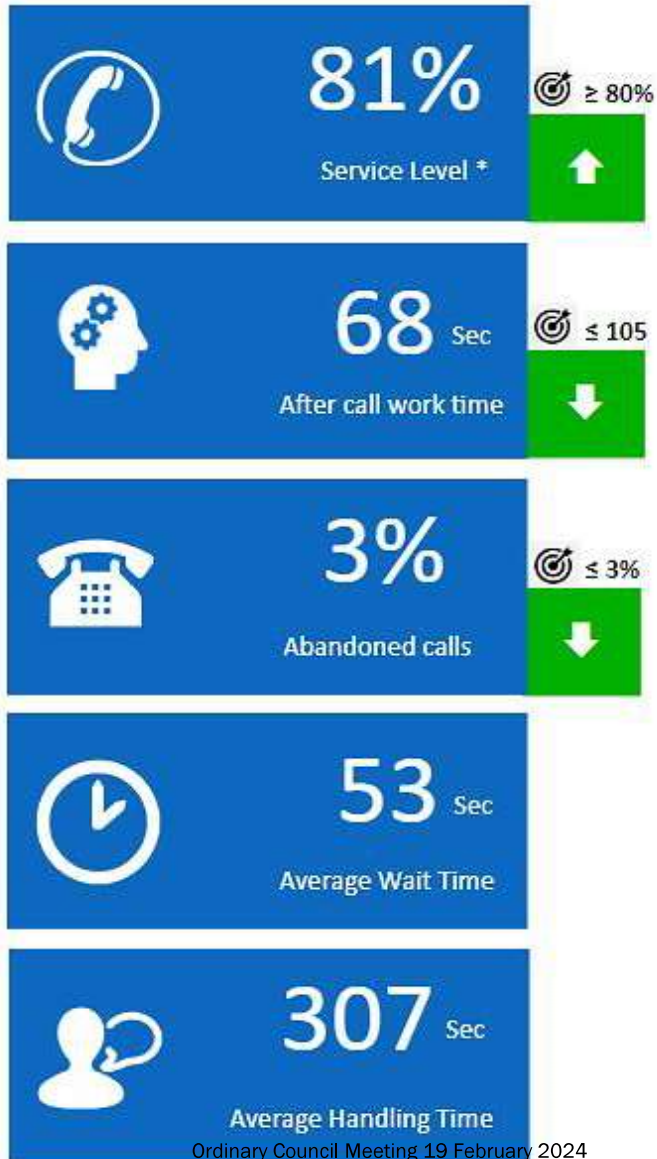 81%
≥ 80%
Service Level *
68 Sec
≤ 105
After call work time
3%
≤ 3%
Abandoned calls
53 Sec
Average Wait Time
307 Sec
Average Handling Time
Ordinary Council Meeting 19 February 2024